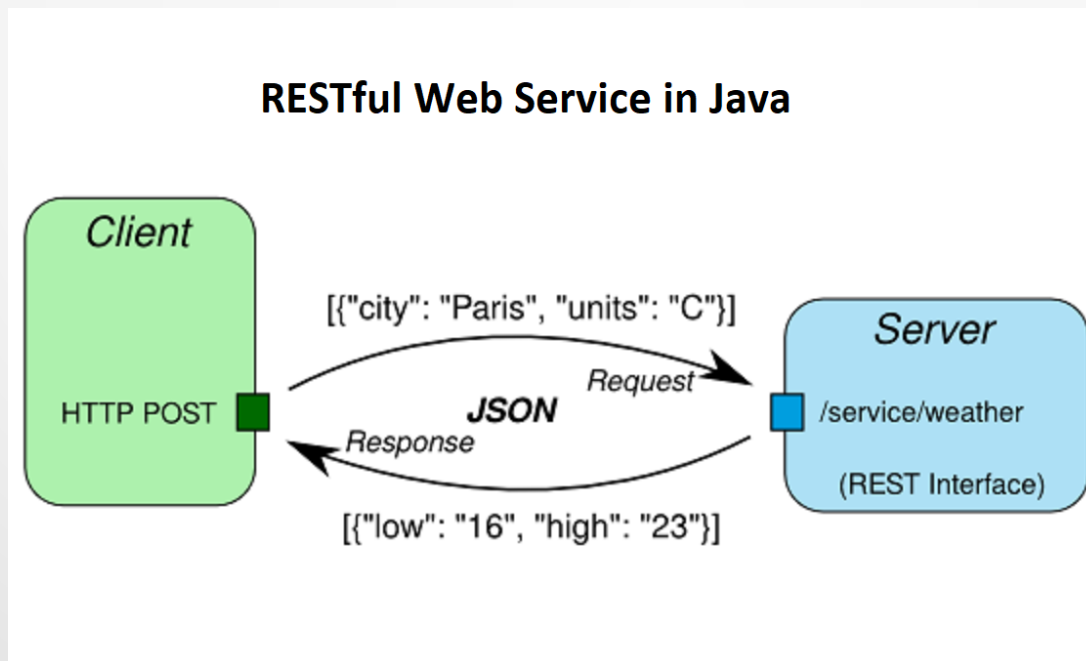 RESTful Web Service in Java
Client
HTTP POST
[{"city": "Paris", "units": "C"}]
Request
JSON
Response
[{"low": "16", "high": "23"}]
Server
/service/weather
(REST Interface)